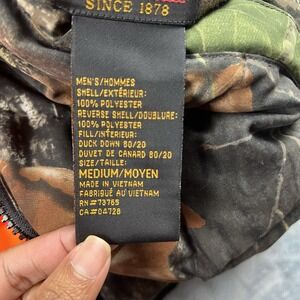 SINCE 1878
MEN'S/HOMMES
SHELL/EXTÉRIEUR:
100% POLYESTER
REVERSE SHELL/DOUBLURE:
100% POLYESTER
FILL/INTÉRIEUR:
DUCK DOWN 80/20
DUVET DE CANARD 80/20
SIZE/TAILLE:
MEDIUM/MOYEN
MADE IN VIETNAM
FABRIQUÉ AU VIETNAM
RN#73765
CA#04728